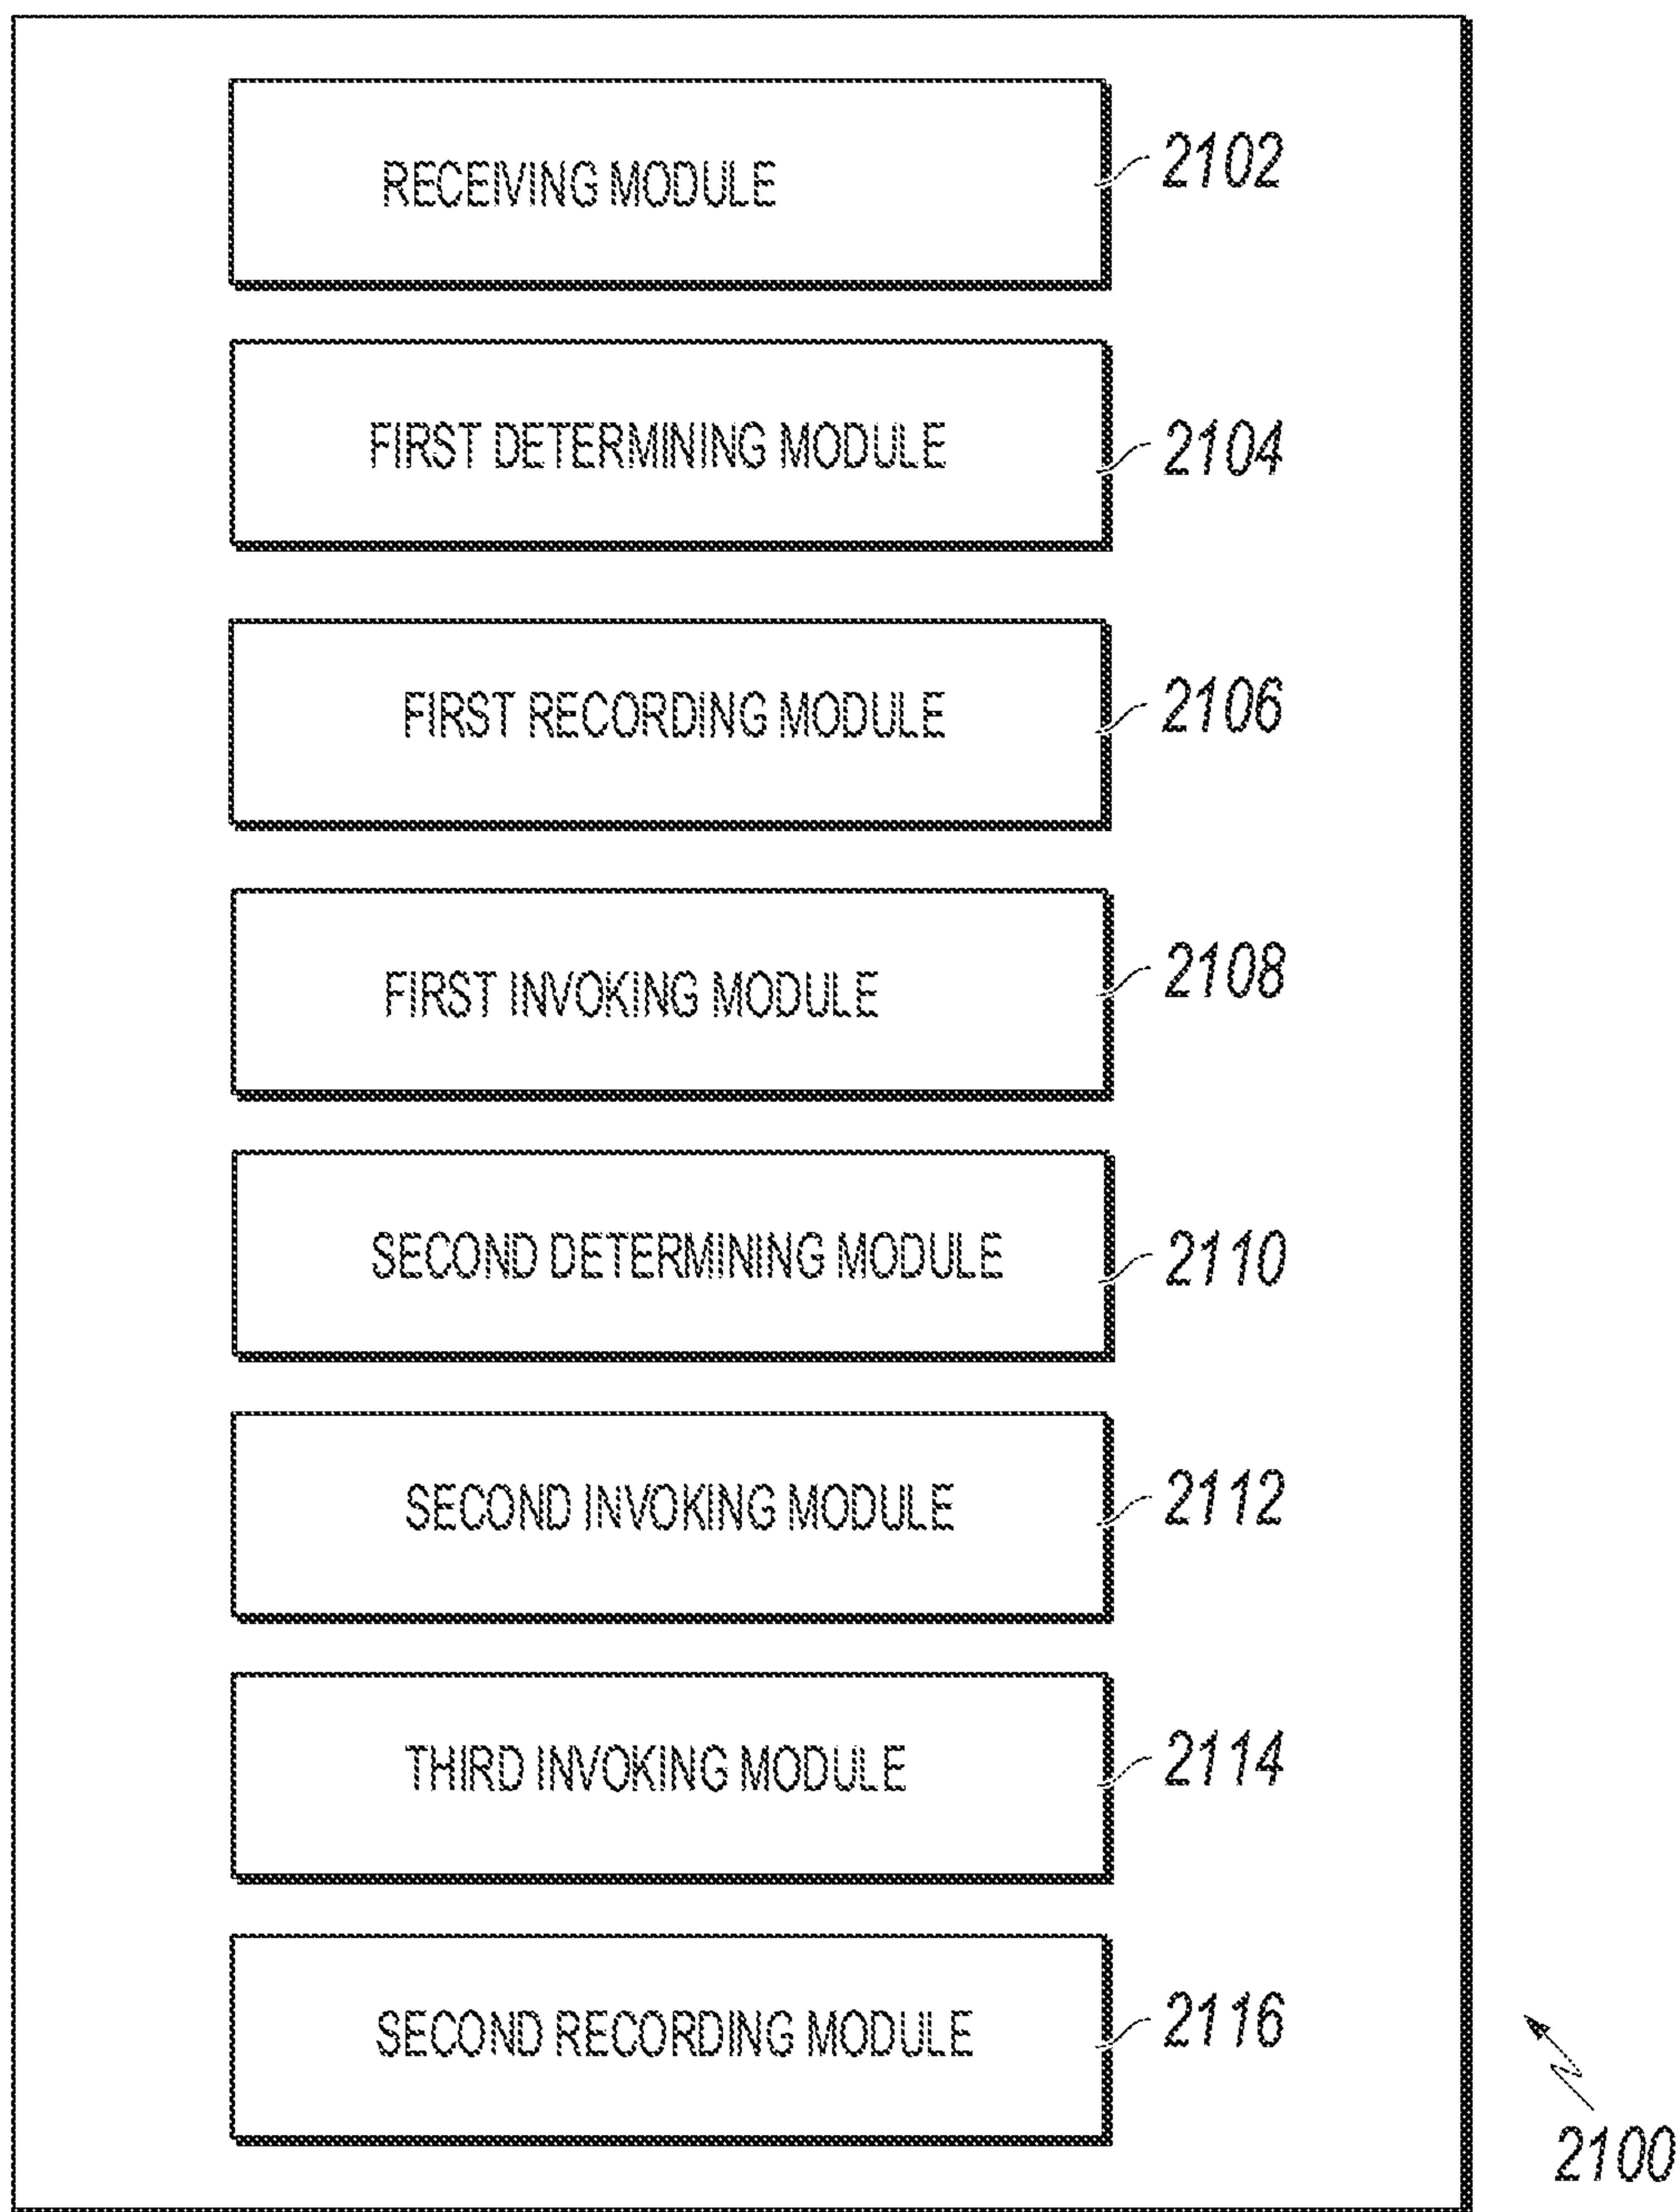 RECEIVING MODULE 2102
FIRST DETERMINING MODULE 2104
FIRST RECORDING MODULE 2106
FIRST INVOKING MODULE 2108
SECOND DETERMINING MODULE 2110
SECOND INVOKING MODULE 2112
THIRD INVOKING MODULE 2114
SECOND RECORDING MODULE 2116
2100